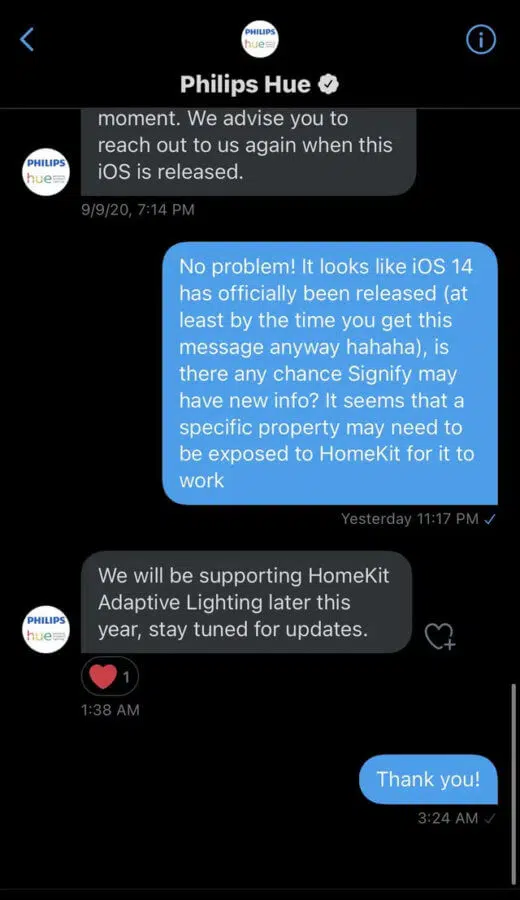 PHILIPS
hue
Philips Hue
moment. We advise you to
reach out to us again when this
iOS is released.
PHILIPS
hue
9/9/20, 7:14 PM
No problem! It looks like iOS 14
has officially been released (at
least by the time you get this
message anyway hahaha), is
there any chance Signify may
have new info? It seems that a
specific property may need to
be exposed to HomeKit for it to
work
Yesterday 11:17 PM
We will be supporting HomeKit
Adaptive Lighting later this
year, stay tuned for updates.
PHILIPS
hue
1
1:38 AM
Thank you!
3:24 AM